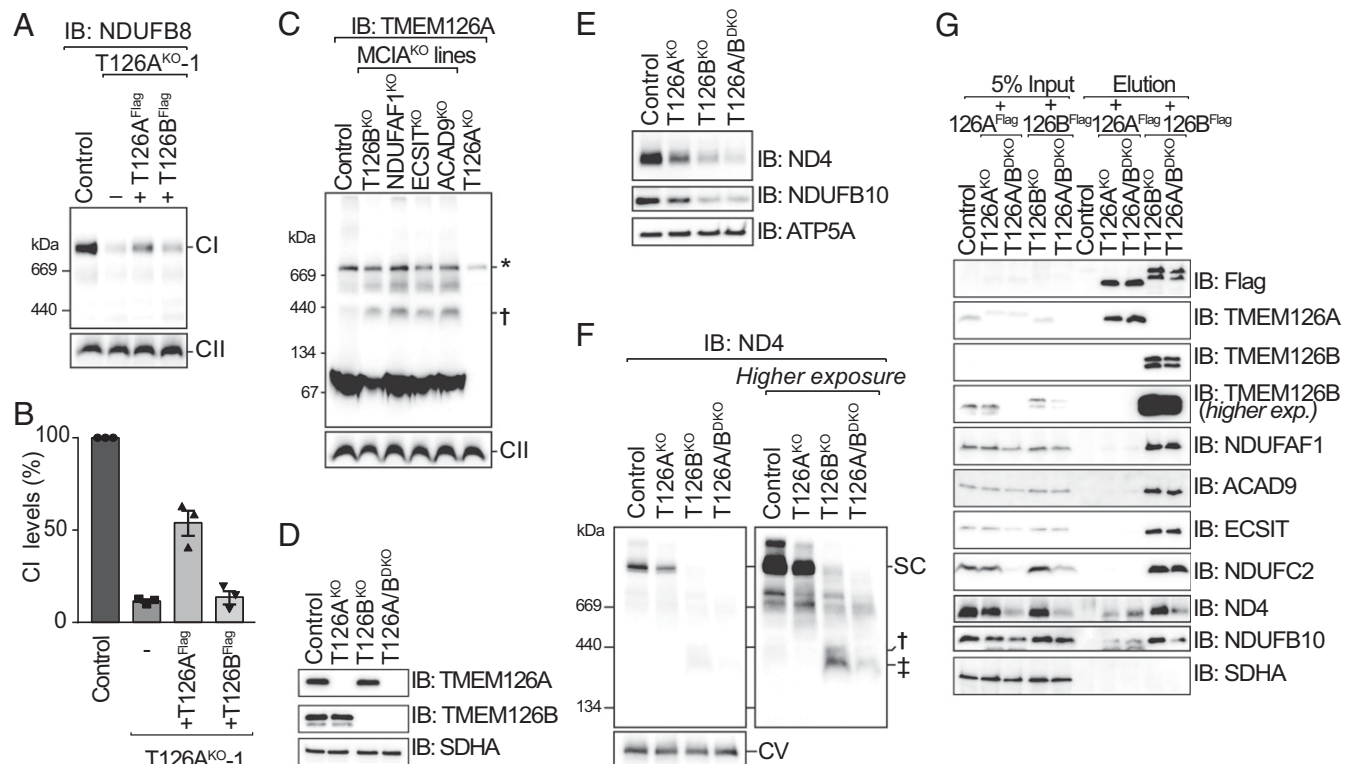 A
IB: NDUFB8
T126A^KO-1
Control
–
+ T126A^Flag
+ T126B^Flag
kDa
669
440
CI
CII
B
CI levels (%)
100
50
0
Control
-
+T126A^Flag
+T126B^Flag
T126A^KO-1
C
IB: TMEM126A
MCIA^KO lines
Control
T126B^KO
NDUFAF1^KO
ECSIT^KO
ACAD9^KO
T126A^KO
kDa
669
440
134
67
*
†
CII
D
Control
T126A^KO
T126B^KO
T126A/B^DKO
IB: TMEM126A
IB: TMEM126B
IB: SDHA
E
Control
T126A^KO
T126B^KO
T126A/B^DKO
IB: ND4
IB: NDUFB10
IB: ATP5A
F
IB: ND4
Higher exposure
Control
T126A^KO
T126B^KO
T126A/B^DKO
Control
T126A^KO
T126B^KO
T126A/B^DKO
kDa
669
440
134
SC
†
‡
CV
G
5% Input
Elution
+ 126A^Flag
+ 126B^Flag
+ 126A^Flag
+ 126B^Flag
Control
T126A^KO
T126A/B^DKO
T126B^KO
T126A/B^DKO
Control
T126A^KO
T126A/B^DKO
T126B^KO
T126A/B^DKO
IB: Flag
IB: TMEM126A
IB: TMEM126B
IB: TMEM126B
(higher exp.)
IB: NDUFAF1
IB: ACAD9
IB: ECSIT
IB: NDUFC2
IB: ND4
IB: NDUFB10
IB: SDHA